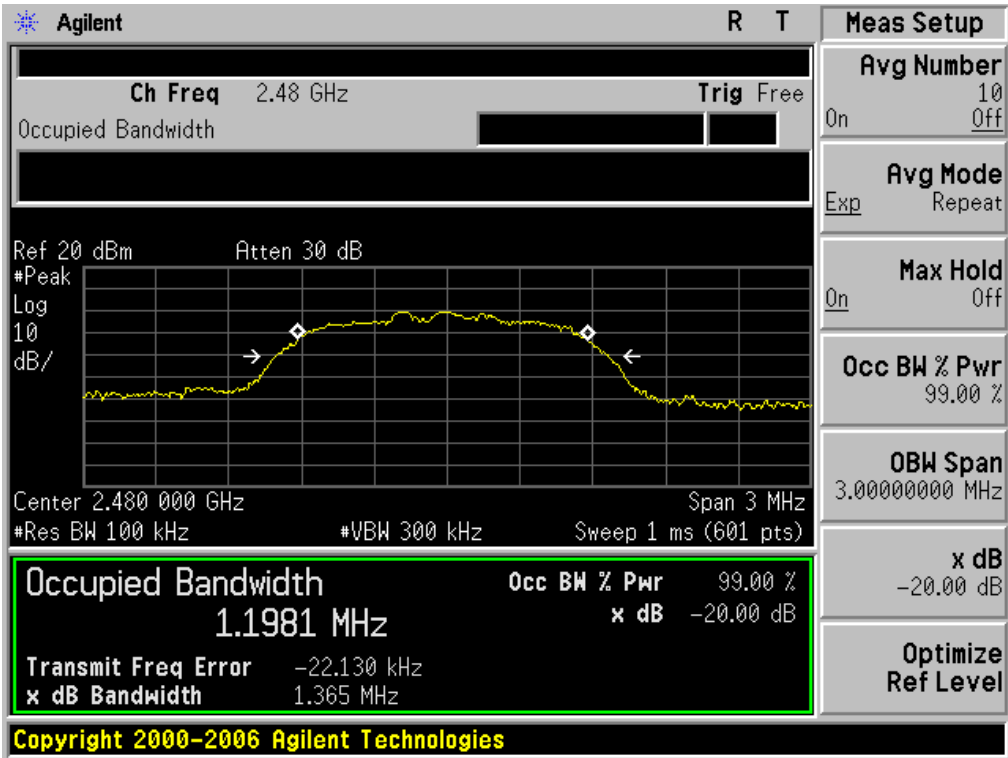 Agilent R T
Meas Setup
Ch Freq 2.48 GHz Trig Free
Occupied Bandwidth
Ref 20 dBm Atten 30 dB
#Peak
Log
10
dB/
Center 2.480 000 GHz Span 3 MHz
#Res BW 100 kHz #VBW 300 kHz Sweep 1 ms (601 pts)
Occupied Bandwidth Occ BW % Pwr 99.00 %
1.1981 MHz x dB -20.00 dB
Transmit Freq Error -22.130 kHz
x dB Bandwidth 1.365 MHz
Copyright 2000-2006 Agilent Technologies
Avg Number
10
On Off
Avg Mode
Exp Repeat
Max Hold
On Off
Occ BW % Pwr
99.00 %
OBW Span
3.00000000 MHz
x dB
-20.00 dB
Optimize
Ref Level